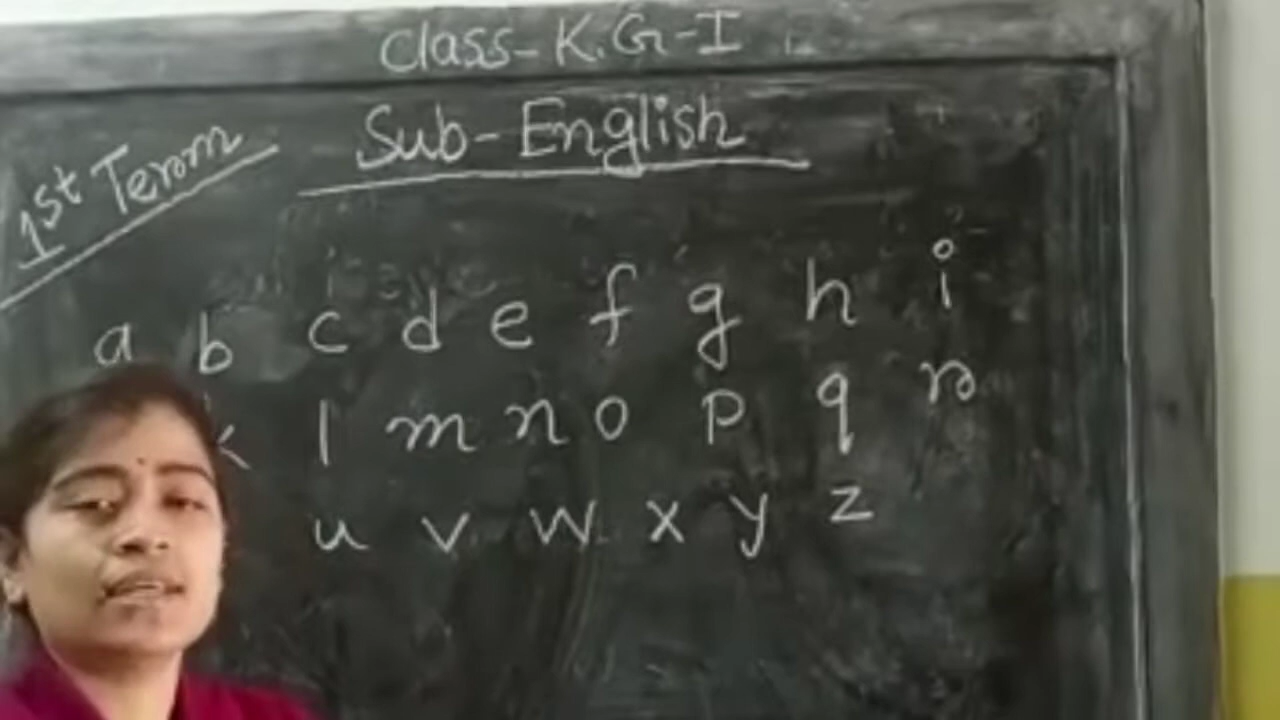 Class- K.G-I
Sub- English
1st Term
a b c d e f g h i
k l m n o p q r
u v w x y z